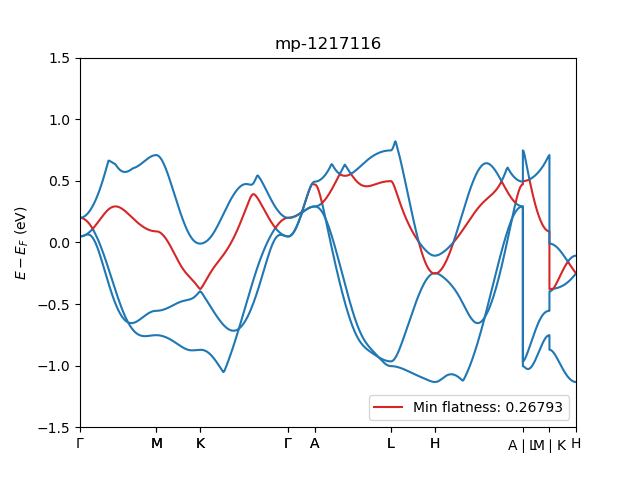 mp-1217116
E − E_F (eV)
1.5
1.0
0.5
0.0
−0.5
−1.0
−1.5
Min flatness: 0.26793
Γ M K Γ A L H A | L M | K H